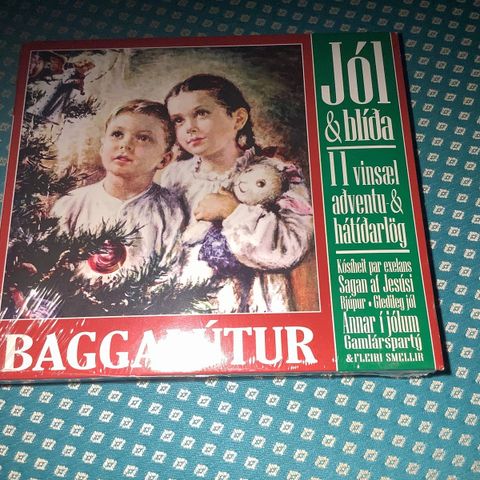 Jól
& blíða
11 vinsæl
aðventu- &
hátíðarlög
Kósíheit par exelans
Sagan af Jesúsi
Rjúpur • Gleðileg jól
Annar í jólum
Gamlárspartý
& FLEIRI SMELLIR
BAGGALÚTUR